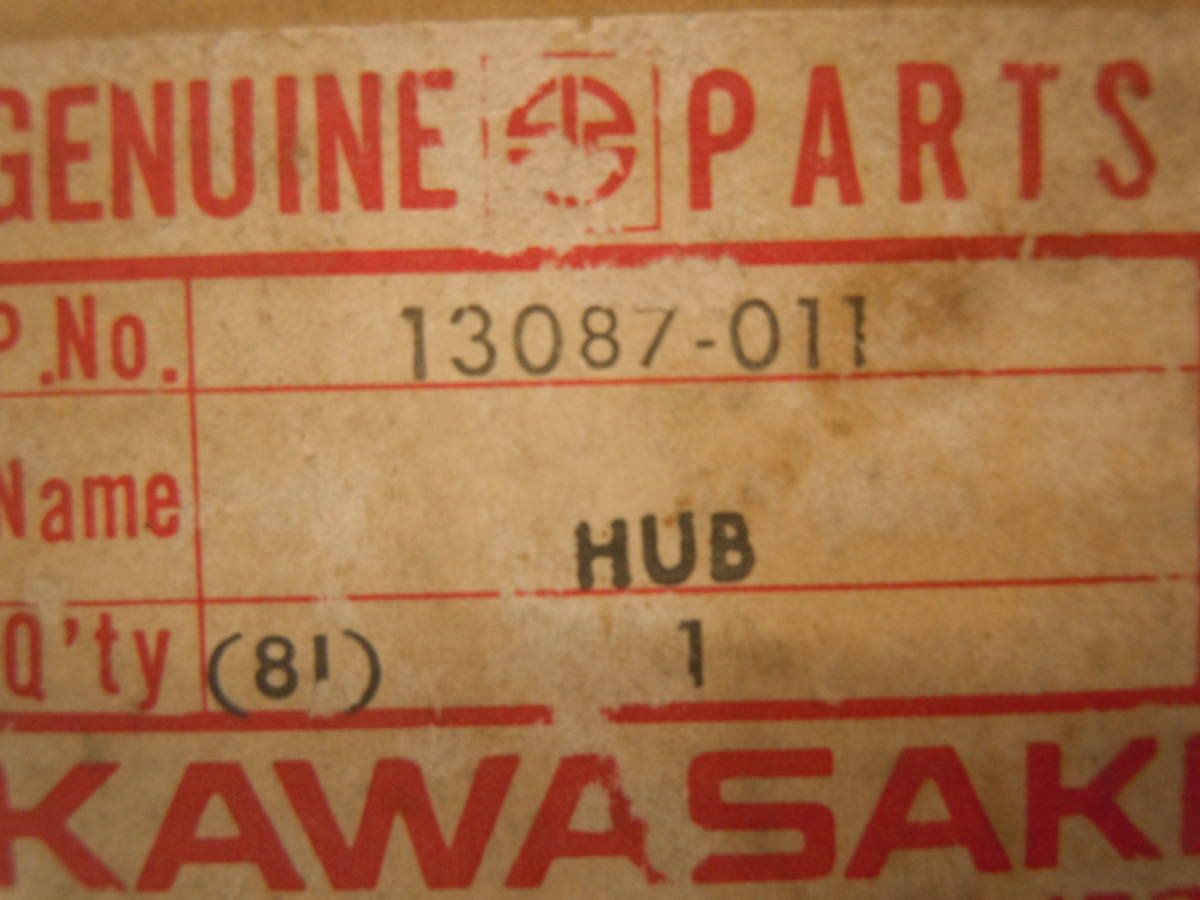 GENUINE PARTS
P.No. 13087-011
Name HUB
Q'ty (81) 1
KAWASAKI